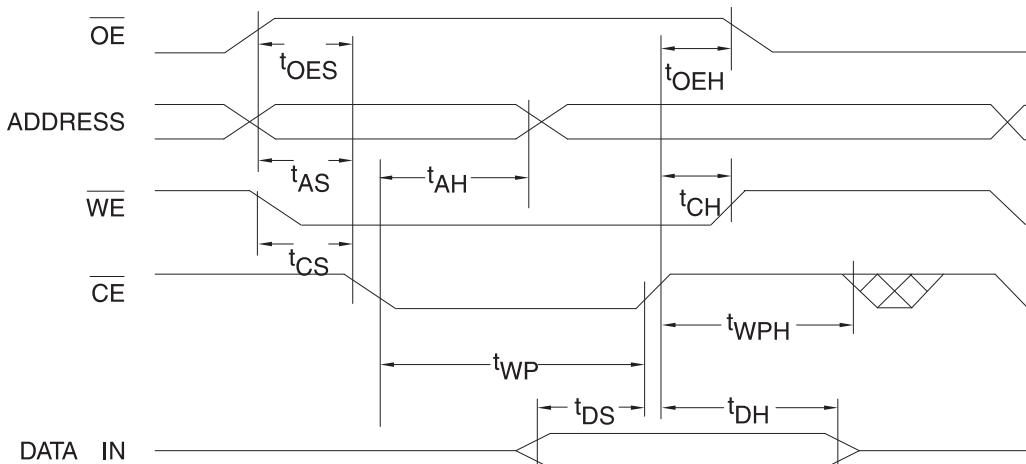 OE
tOES
tOEH
ADDRESS
tAS
tAH
WE
tCH
tCS
CE
tWPH
tWP
tDS
tDH
DATA IN